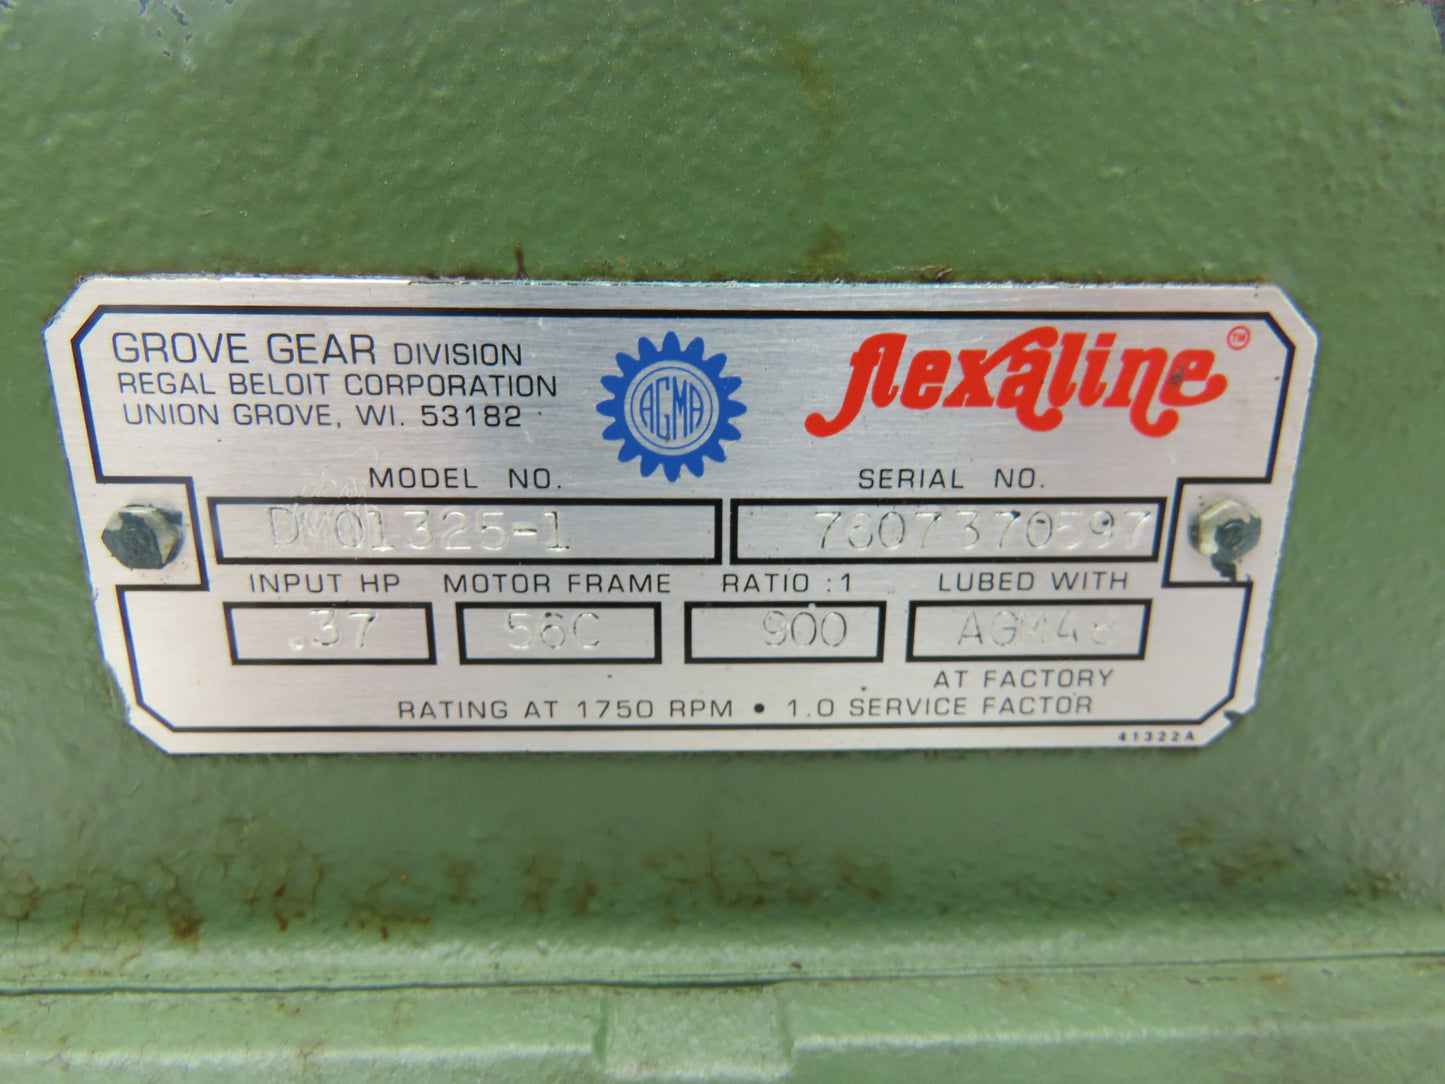 GROVE GEAR DIVISION
REGAL BELOIT CORPORATION
UNION GROVE, WI. 53182
AGMA
flexaline TM
MODEL NO. SERIAL NO.
DM01325-1 7607370597
INPUT HP MOTOR FRAME RATIO :1 LUBED WITH
.37 56C 900 AGM48
AT FACTORY
RATING AT 1750 RPM • 1.0 SERVICE FACTOR
41322A